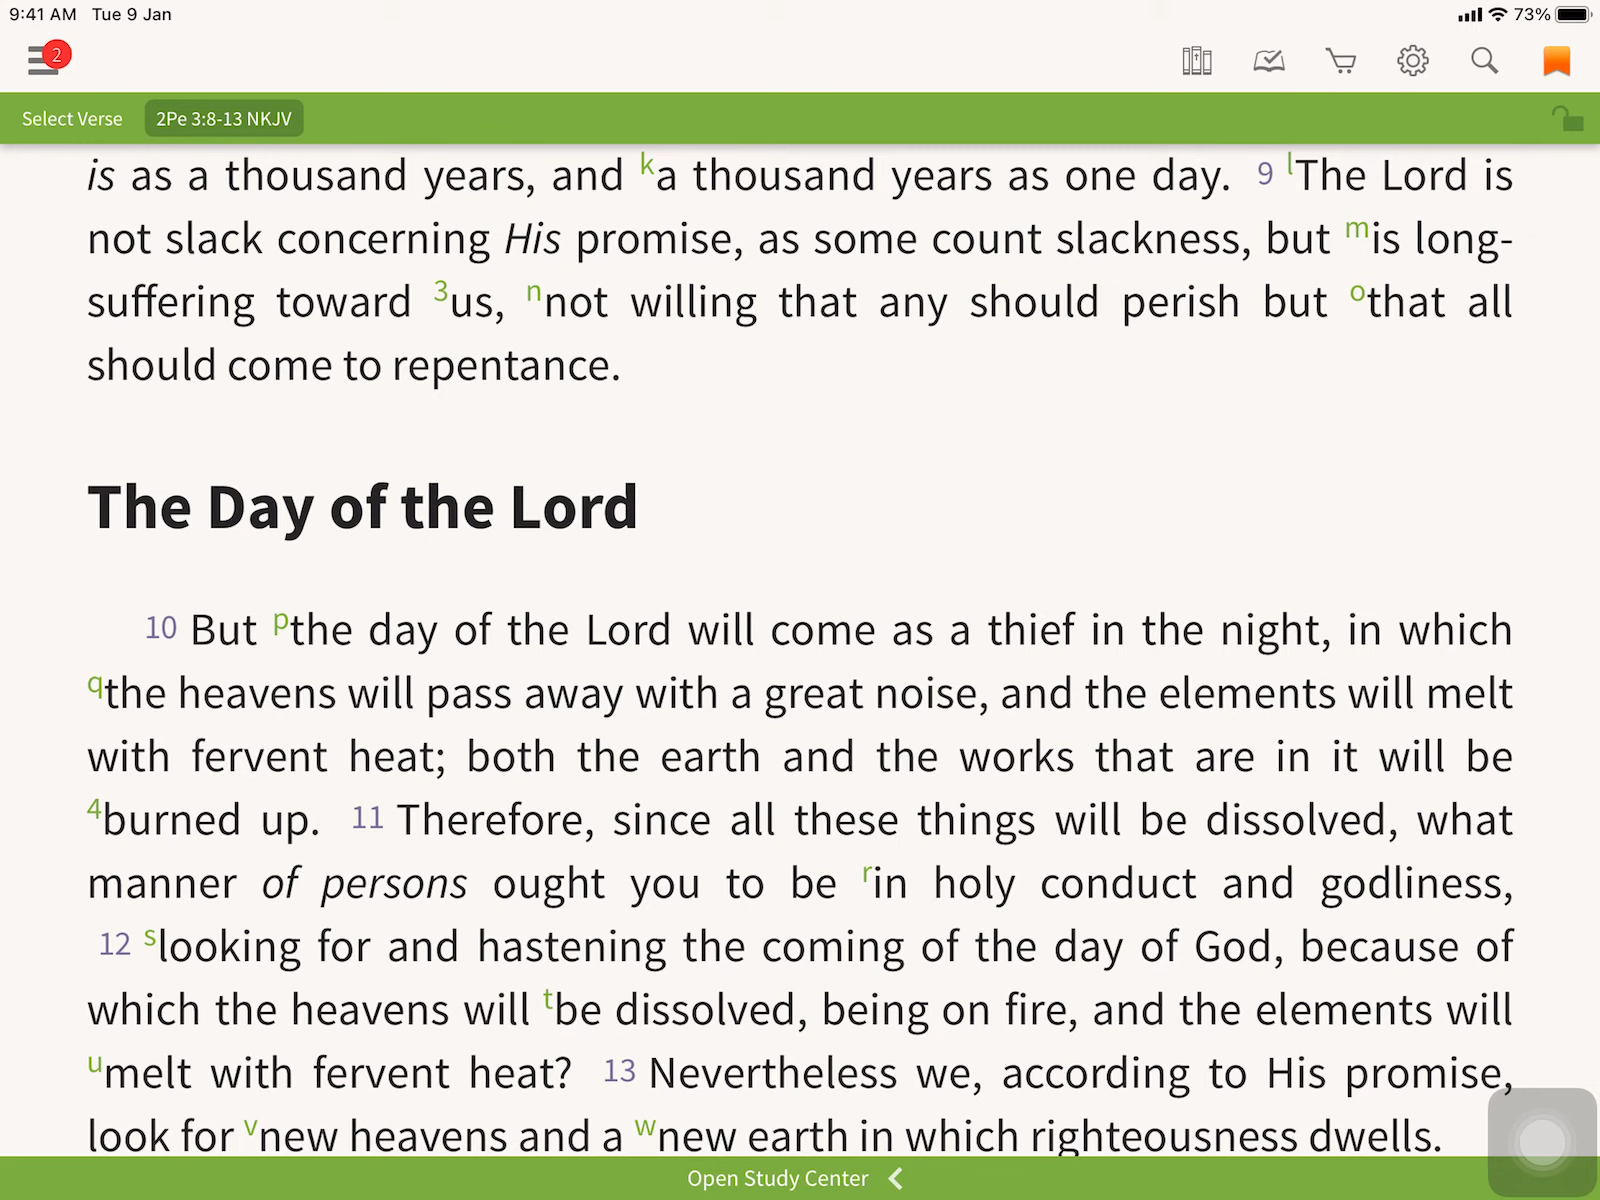 9:41 AM Tue 9 Jan 73%
2
Select Verse 2Pe 3:8-13 NKJV
is as a thousand years, and ka thousand years as one day. 9 lThe Lord is
not slack concerning His promise, as some count slackness, but mis long-
suffering toward 3us, nnot willing that any should perish but othat all
should come to repentance.
The Day of the Lord
10 But pthe day of the Lord will come as a thief in the night, in which
qthe heavens will pass away with a great noise, and the elements will melt
with fervent heat; both the earth and the works that are in it will be
4burned up. 11 Therefore, since all these things will be dissolved, what
manner of persons ought you to be rin holy conduct and godliness,
12 slooking for and hastening the coming of the day of God, because of
which the heavens will tbe dissolved, being on fire, and the elements will
umelt with fervent heat? 13 Nevertheless we, according to His promise,
look for vnew heavens and a wnew earth in which righteousness dwells.
Open Study Center